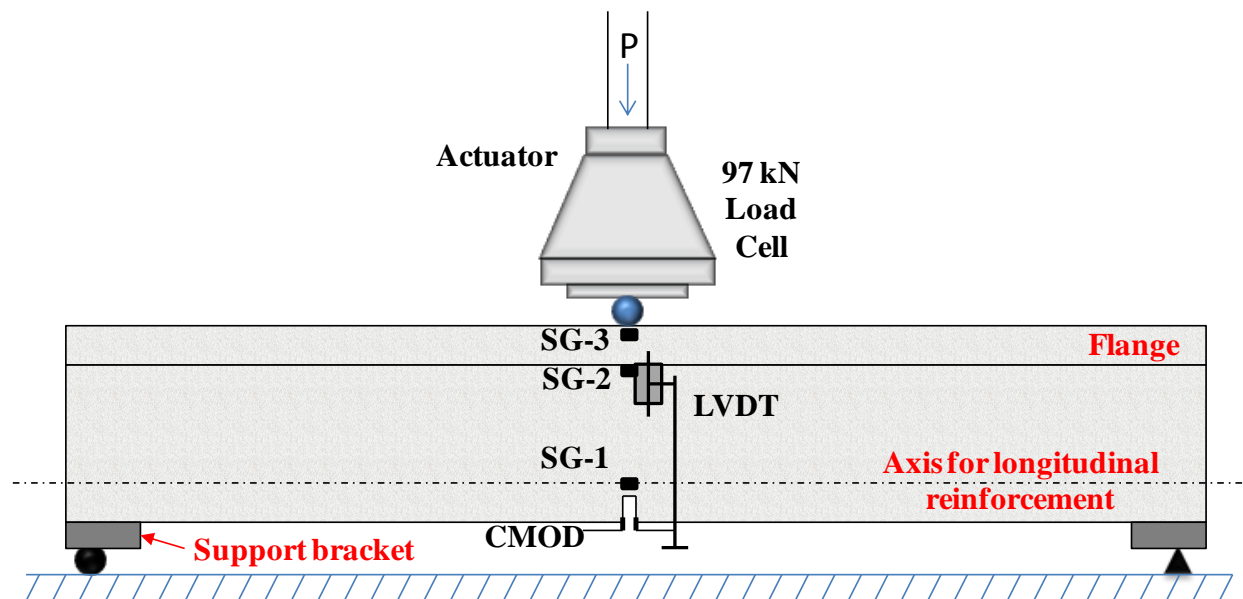 P
Actuator
97 kN
Load
Cell
SG-3
Flange
SG-2
LVDT
SG-1
Axis for longitudinal
reinforcement
CMOD
Support bracket